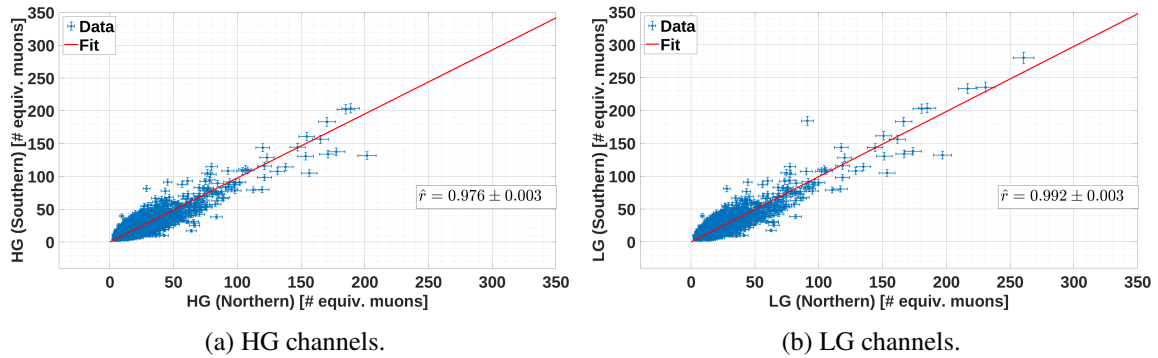 350
300
250
200
150
100
50
0
HG (Southern) [# equiv. muons]
Data
Fit
r̂ = 0.976 ± 0.003
0 50 100 150 200 250 300 350
HG (Northern) [# equiv. muons]
(a) HG channels.
350
300
250
200
150
100
50
0
LG (Southern) [# equiv. muons]
Data
Fit
r̂ = 0.992 ± 0.003
0 50 100 150 200 250 300 350
LG (Northern) [# equiv. muons]
(b) LG channels.